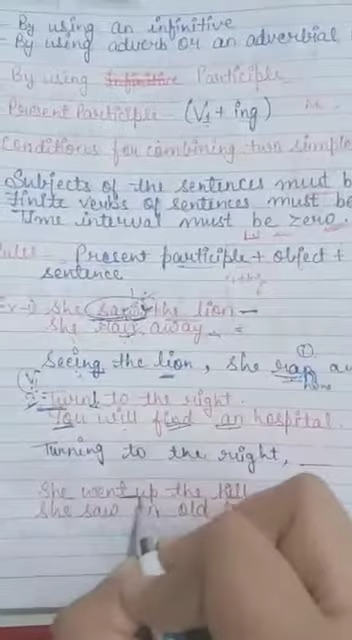 By using an infinitive
By using adverb or an adverbial
By using Infinitive Participle
Present Participle (V1 + ing)
Conditions for combining two simple
Subjects of the sentences must b
Finite verbs of sentences must be
Time interval must be zero.
Present participle + object +
sentence
Ex-1) She saw the lion
She ran away
Seeing the lion, she ran aw
Turn to the right.
You will find an hospital.
Turning to the right,
She went up the hill
She saw an old